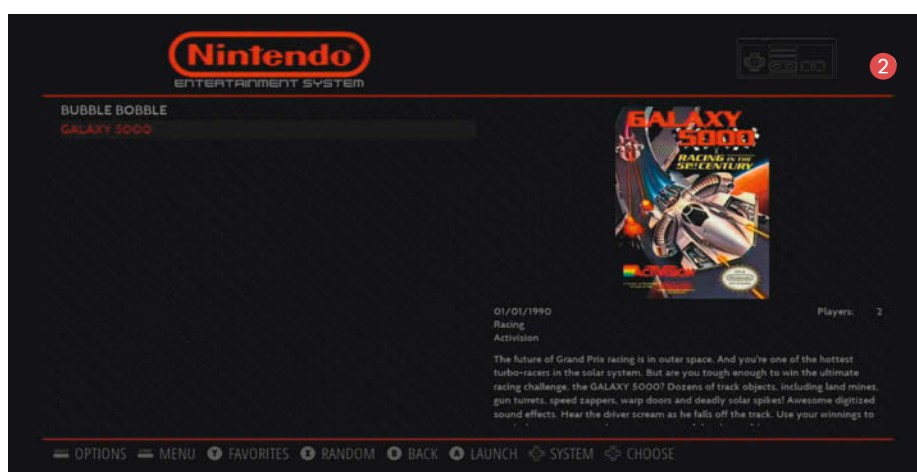 Nintendo
ENTERTAINMENT SYSTEM
2
BUBBLE BOBBLE
GALAXY 5000
GALAXY
5000
RACING IN THE
51ST CENTURY
ACTIVISION
Nintendo
01/01/1990
Players: 2
Racing
Activision
The future of Grand Prix racing is in outer space. And you're one of the hottest
turbo-racers in the solar system. But are you tough enough to win the ultimate
racing challenge, the GALAXY 5000? Dozens of track objects, including land mines,
gun turrets, speed zappers, warp doors and deadly solar spikes! Awesome digitized
sound effects. Hear the driver scream as he falls off the track. Use your winnings to
OPTIONS MENU Y FAVORITES X RANDOM B BACK A LAUNCH SYSTEM CHOOSE